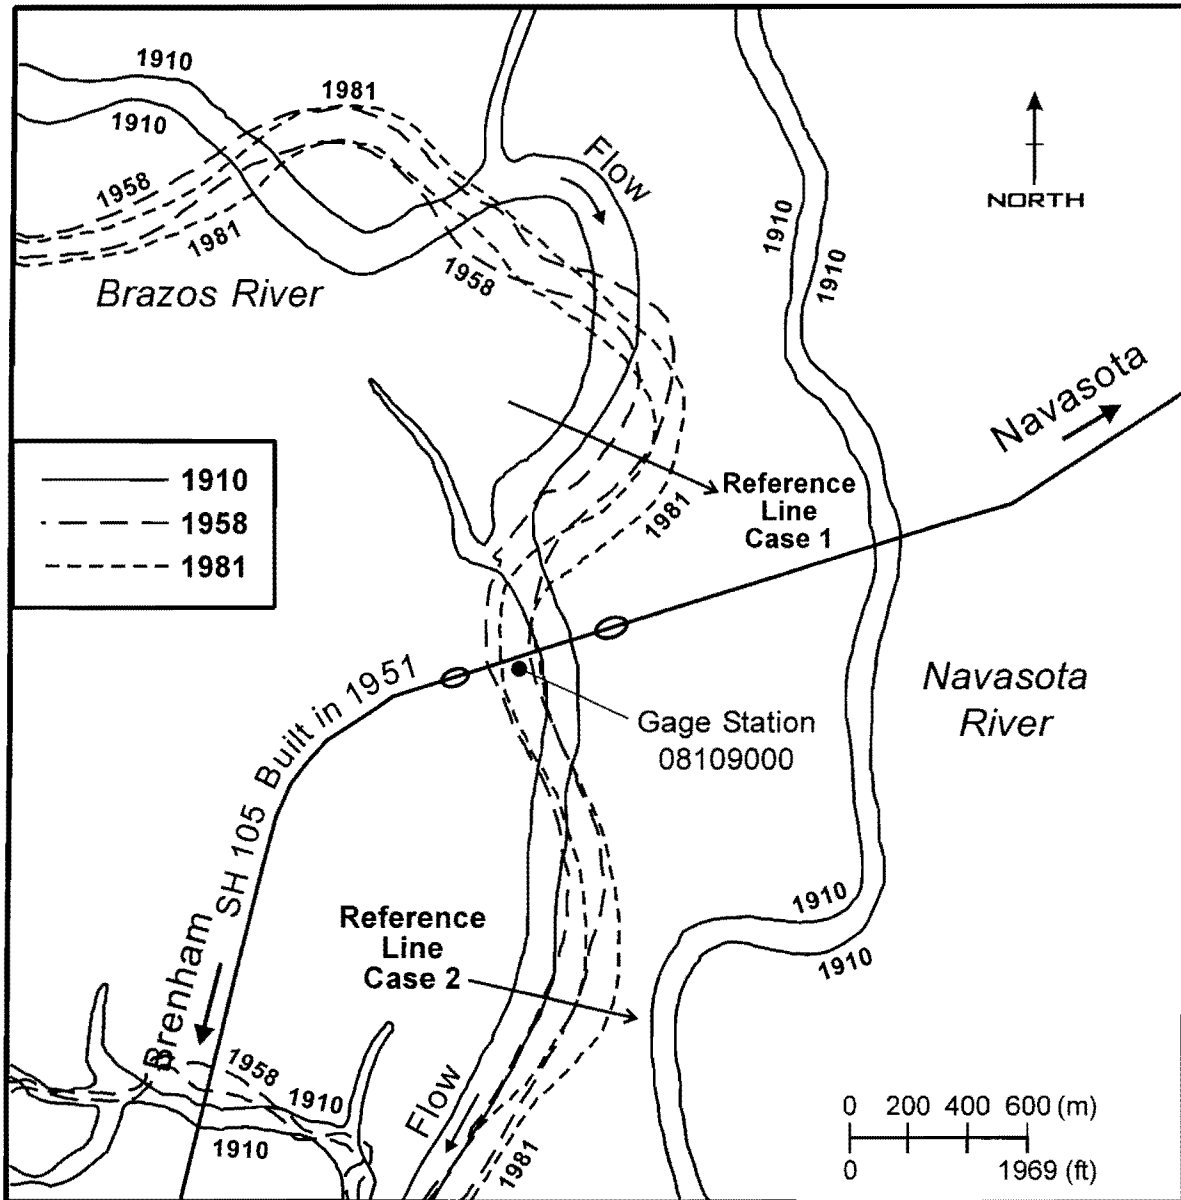 1910
1981
1910
Flow
1958
NORTH
1910
1981
1910
1958
Brazos River
Navasota
1910
1958
1981
Reference
Line
Case 1
1981
SH 105 Built in 1951
Navasota
River
Gage Station
08109000
1910
Reference
Line
Case 2
1910
Brenham
1958
1910
Flow
1910
1981
0 200 400 600 (m)
0 1969 (ft)